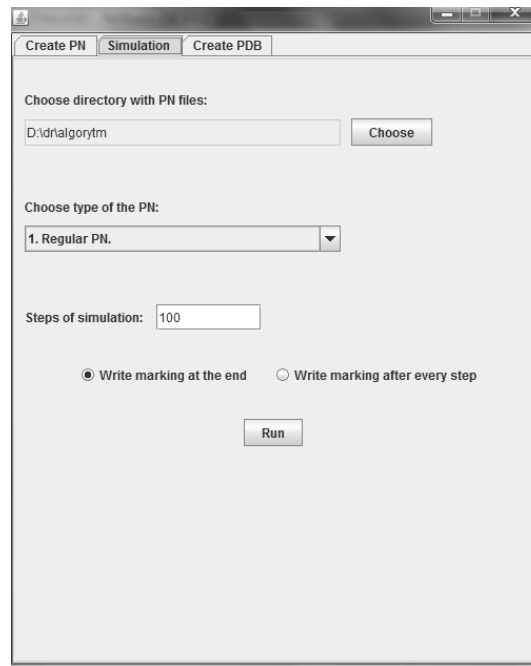 Create PN Simulation Create PDB
Choose directory with PN files:
D:\dr\algorytm Choose
Choose type of the PN:
1. Regular PN.
Steps of simulation: 100
Write marking at the end Write marking after every step
Run